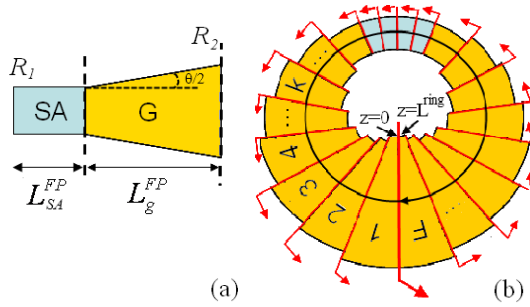 R₁
R₂
SA
G
θ/2
L_SA^FP
L_g^FP
(a)
k
...
4
3
2
1
F
...
z=0
z=L^ring
(b)